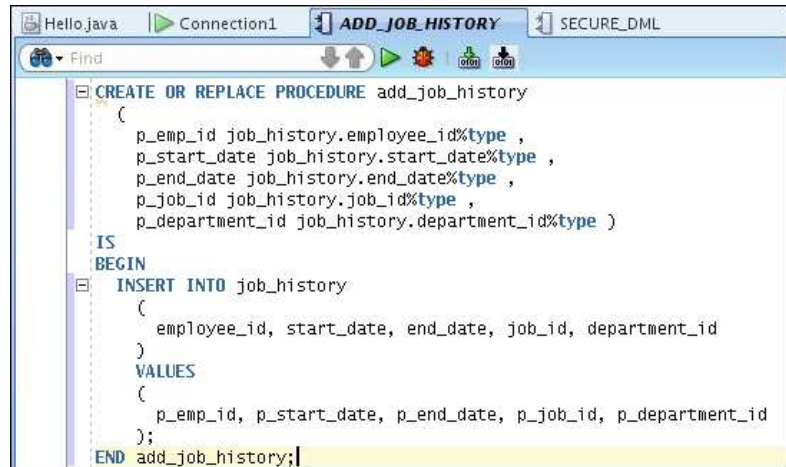 Hello.java Connection1 ADD_JOB_HISTORY SECURE_DML
Find
CREATE OR REPLACE PROCEDURE add_job_history
(
p_emp_id job_history.employee_id%type ,
p_start_date job_history.start_date%type ,
p_end_date job_history.end_date%type ,
p_job_id job_history.job_id%type ,
p_department_id job_history.department_id%type )
IS
BEGIN
INSERT INTO job_history
(
employee_id, start_date, end_date, job_id, department_id
)
VALUES
(
p_emp_id, p_start_date, p_end_date, p_job_id, p_department_id
);
END add_job_history;